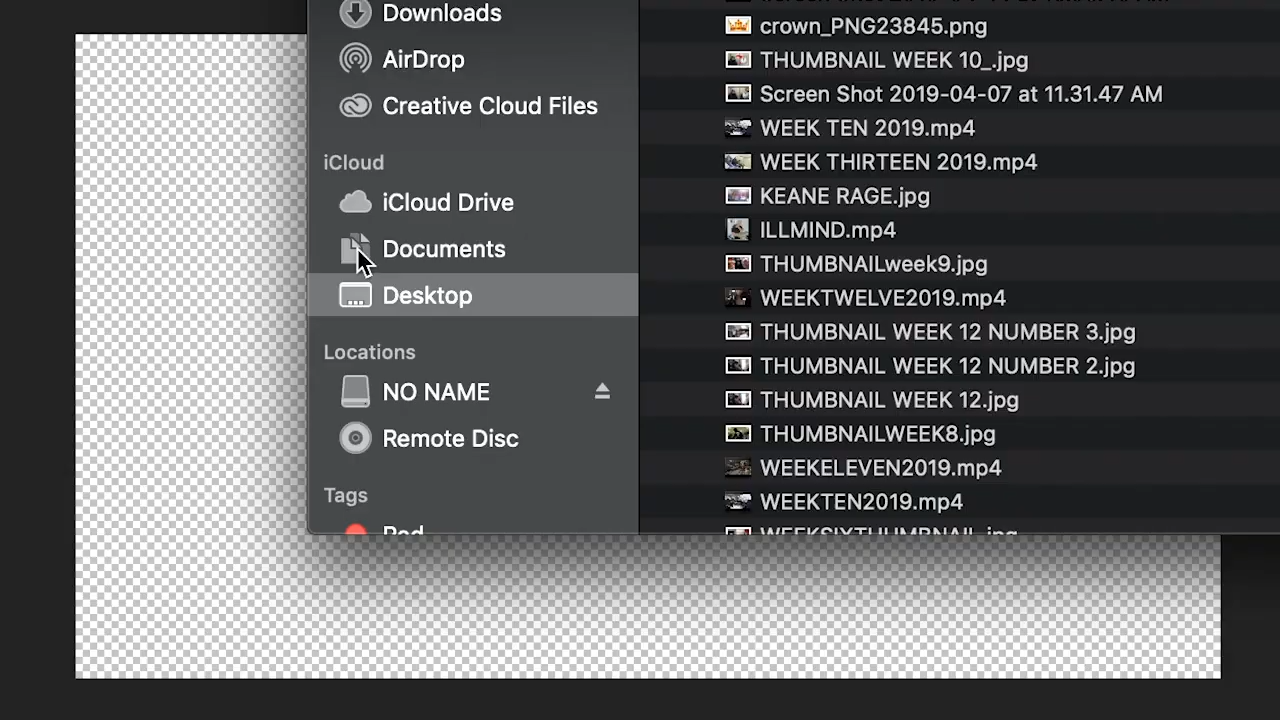 Downloads
AirDrop
Creative Cloud Files
iCloud
iCloud Drive
Documents
Desktop
Locations
NO NAME
Remote Disc
Tags
Red
crown_PNG23845.png
THUMBNAIL WEEK 10_.jpg
Screen Shot 2019-04-07 at 11.31.47 AM
WEEK TEN 2019.mp4
WEEK THIRTEEN 2019.mp4
KEANE RAGE.jpg
ILLMIND.mp4
THUMBNAILweek9.jpg
WEEKTWELVE2019.mp4
THUMBNAIL WEEK 12 NUMBER 3.jpg
THUMBNAIL WEEK 12 NUMBER 2.jpg
THUMBNAIL WEEK 12.jpg
THUMBNAILWEEK8.jpg
WEEKELEVEN2019.mp4
WEEKTEN2019.mp4
WEEKSIXTHUMBNAIL.jpg